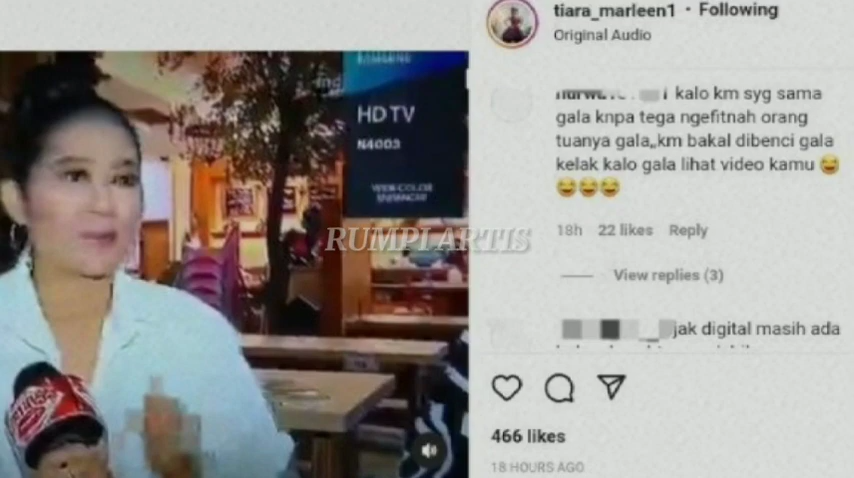 tiara_marleen1 • Following
Original Audio
HDTV
N4003
RUMPI ARTIS
kalo km syg sama
gala knpa tega ngefitnah orang
tuanya gala,,km bakal dibenci gala
kelak kalo gala lihat video kamu 😂
😂😂😂
18h 22 likes Reply
View replies (3)
jak digital masih ada
466 likes
18 HOURS AGO